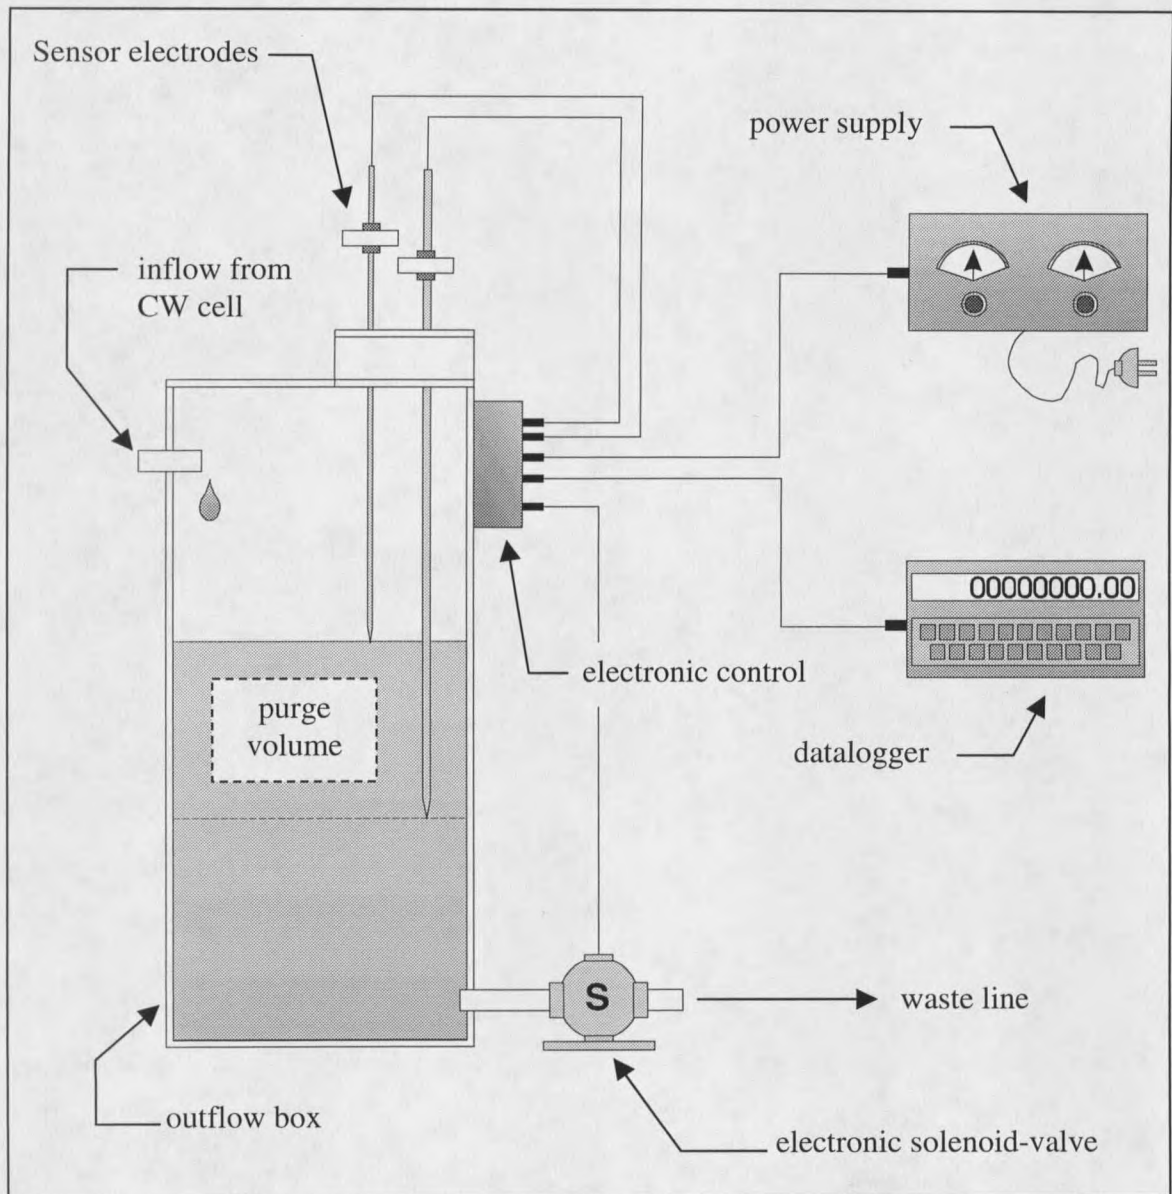 Sensor electrodes
power supply
inflow from
CW cell
00000000.00
electronic control
purge
volume
datalogger
S
waste line
outflow box
electronic solenoid-valve